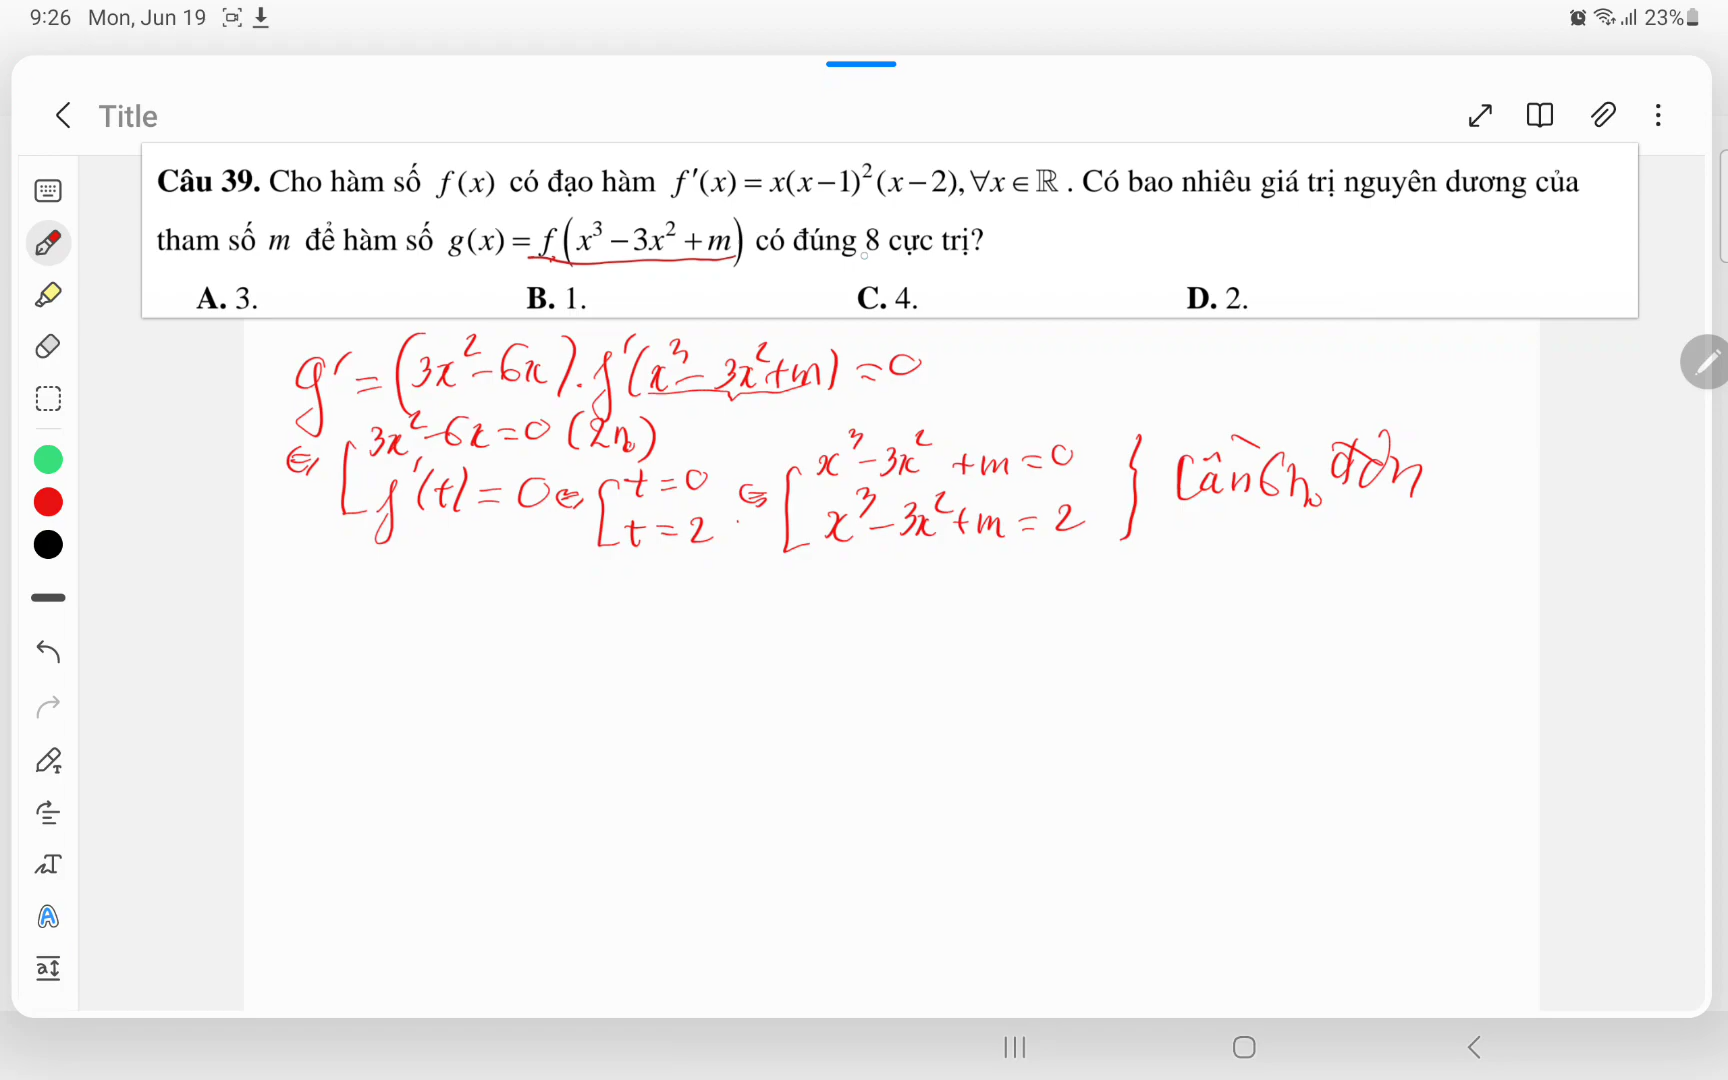 9:26 Mon, Jun 19 23%
Title
Câu 39. Cho hàm số f(x) có đạo hàm f'(x) = x(x−1)²(x−2), ∀x ∈ ℝ. Có bao nhiêu giá trị nguyên dương của
tham số m để hàm số g(x) = f(x³ − 3x² + m) có đúng 8 cực trị?
A. 3. B. 1. C. 4. D. 2.
g' = (3x² − 6x). f'(x³ − 3x² + m) = 0
⇔ [ 3x² − 6x = 0 (2n₀)
f'(t) = 0 ⇔ [ t = 0
t = 2
⇔ [ x³ − 3x² + m = 0
x³ − 3x² + m = 2 } Cần 6n₀ đơn
T
T
A
a